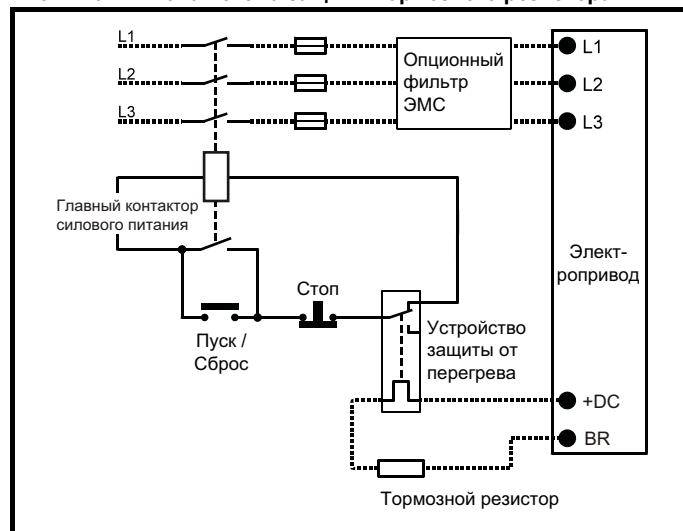 L1
L2
L3
Опционный
фильтр
ЭМС
L1
L2
L3
Главный контактор
силового питания
Элект-
ропривод
Стоп
Пуск /
Сброс
Устройство
защиты от
перегрева
+DC
BR
Тормозной резистор